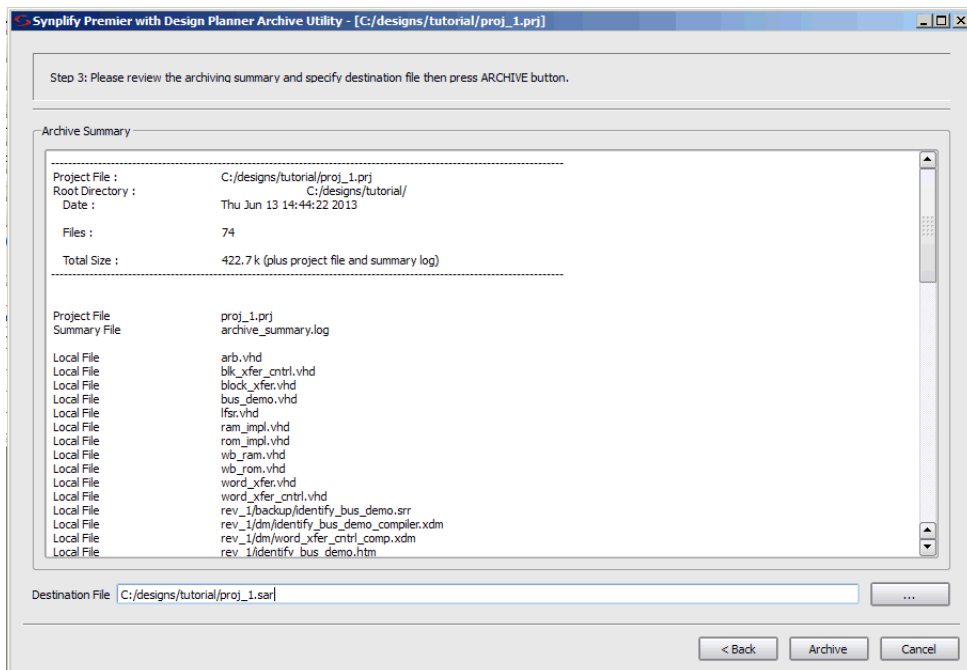 Synplify Premier with Design Planner Archive Utility - [C:/designs/tutorial/proj_1.prj]
Step 3: Please review the archiving summary and specify destination file then press ARCHIVE button.
Archive Summary
--------------------------------------------------------------------------------------------------------------------------
Project File : C:/designs/tutorial/proj_1.prj
Root Directory : C:/designs/tutorial/
Date : Thu Jun 13 14:44:22 2013
Files : 74
Total Size : 422.7 k (plus project file and summary log)
--------------------------------------------------------------------------------------------------------------------------
Project File proj_1.prj
Summary File archive_summary.log
Local File arb.vhd
Local File blk_xfer_cntrl.vhd
Local File block_xfer.vhd
Local File bus_demo.vhd
Local File lfsr.vhd
Local File ram_impl.vhd
Local File rom_impl.vhd
Local File wb_ram.vhd
Local File wb_rom.vhd
Local File word_xfer.vhd
Local File word_xfer_cntrl.vhd
Local File rev_1/backup/identify_bus_demo.srr
Local File rev_1/dm/identify_bus_demo_compiler.xdm
Local File rev_1/dm/word_xfer_cntrl_comp.xdm
Local File rev_1/identify_bus_demo.htm
Destination File C:/designs/tutorial/proj_1.sar ...
< Back Archive Cancel